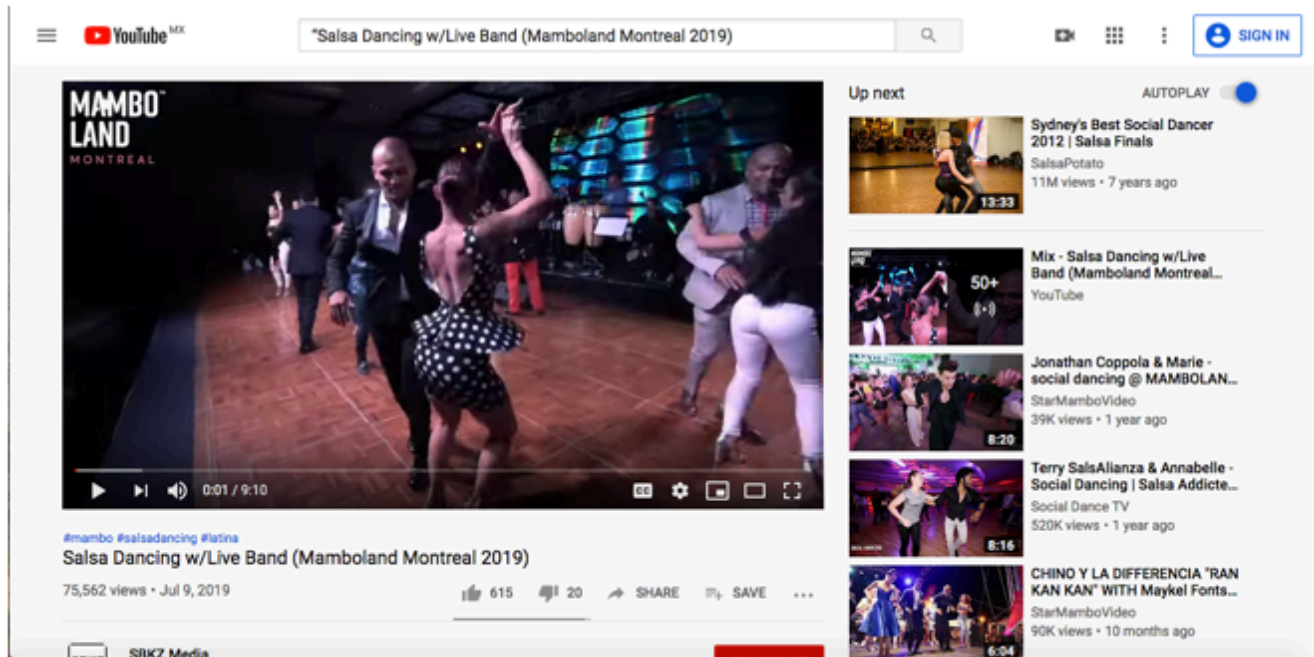 YouTube MX
"Salsa Dancing w/Live Band (Mamboland Montreal 2019)
SIGN IN
MAMBO™
LAND
MONTREAL
0:01 / 9:10
CC
#mambo #salsadancing #latina
Salsa Dancing w/Live Band (Mamboland Montreal 2019)
75,562 views • Jul 9, 2019
615
20
SHARE
SAVE
SBKZ Media
Up next
AUTOPLAY
13:33
Sydney's Best Social Dancer
2012 | Salsa Finals
SalsaPotato
11M views • 7 years ago
50+
Mix - Salsa Dancing w/Live
Band (Mamboland Montreal...
YouTube
8:20
Jonathan Coppola & Marie -
social dancing @ MAMBOLAN...
StarMamboVideo
39K views • 1 year ago
8:16
Terry SalsAlianza & Annabelle -
Social Dancing | Salsa Addicte...
Social Dance TV
520K views • 1 year ago
6:04
CHINO Y LA DIFFERENCIA "RAN
KAN KAN" WITH Maykel Fonts...
StarMamboVideo
90K views • 10 months ago